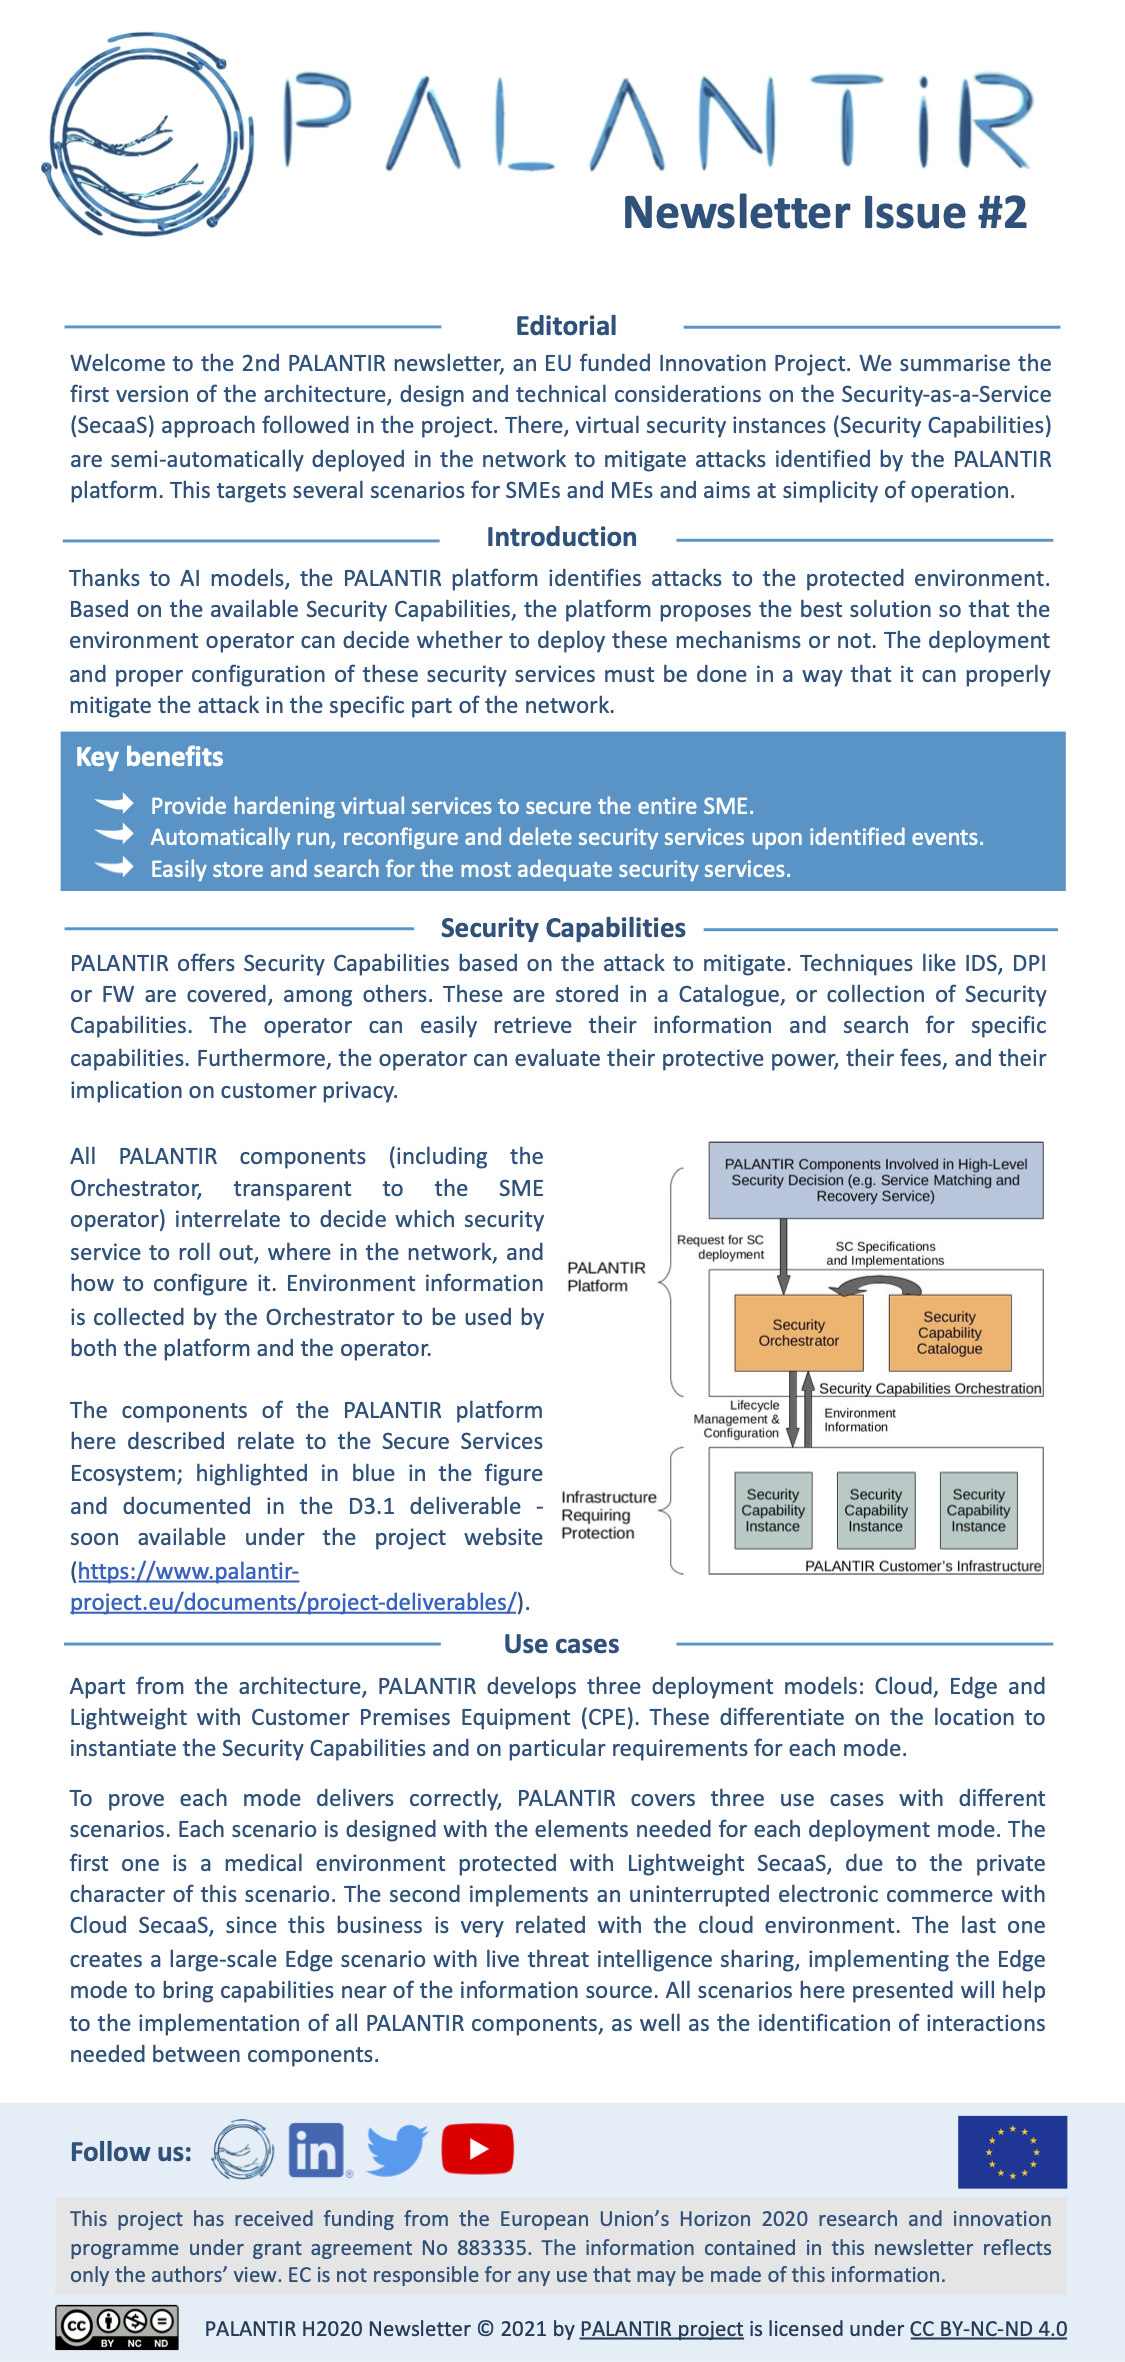 PALANTiR
Newsletter Issue #2
Editorial
Welcome to the 2nd PALANTIR newsletter, an EU funded Innovation Project. We summarise the
first version of the architecture, design and technical considerations on the Security-as-a-Service
(SecaaS) approach followed in the project. There, virtual security instances (Security Capabilities)
are semi-automatically deployed in the network to mitigate attacks identified by the PALANTIR
platform. This targets several scenarios for SMEs and MEs and aims at simplicity of operation.
Introduction
Thanks to AI models, the PALANTIR platform identifies attacks to the protected environment.
Based on the available Security Capabilities, the platform proposes the best solution so that the
environment operator can decide whether to deploy these mechanisms or not. The deployment
and proper configuration of these security services must be done in a way that it can properly
mitigate the attack in the specific part of the network.
Key benefits
Provide hardening virtual services to secure the entire SME.
Automatically run, reconfigure and delete security services upon identified events.
Easily store and search for the most adequate security services.
Security Capabilities
PALANTIR offers Security Capabilities based on the attack to mitigate. Techniques like IDS, DPI
or FW are covered, among others. These are stored in a Catalogue, or collection of Security
Capabilities. The operator can easily retrieve their information and search for specific
capabilities. Furthermore, the operator can evaluate their protective power, their fees, and their
implication on customer privacy.
All PALANTIR components (including the
Orchestrator, transparent to the SME
operator) interrelate to decide which security
service to roll out, where in the network, and
how to configure it. Environment information
is collected by the Orchestrator to be used by
both the platform and the operator.
The components of the PALANTIR platform
here described relate to the Secure Services
Ecosystem; highlighted in blue in the figure
and documented in the D3.1 deliverable -
soon available under the project website
(https://www.palantir-
project.eu/documents/project-deliverables/).
PALANTIR Components Involved in High-Level
Security Decision (e.g. Service Matching and
Recovery Service)
Request for SC
deployment
SC Specifications
and Implementations
PALANTIR
Platform
Security
Orchestrator
Security
Capability
Catalogue
Security Capabilities Orchestration
Lifecycle
Management &
Configuration
Environment
Information
Infrastructure
Requiring
Protection
Security
Capability
Instance
Security
Capability
Instance
Security
Capability
Instance
PALANTIR Customer's Infrastructure
Use cases
Apart from the architecture, PALANTIR develops three deployment models: Cloud, Edge and
Lightweight with Customer Premises Equipment (CPE). These differentiate on the location to
instantiate the Security Capabilities and on particular requirements for each mode.
To prove each mode delivers correctly, PALANTIR covers three use cases with different
scenarios. Each scenario is designed with the elements needed for each deployment mode. The
first one is a medical environment protected with Lightweight SecaaS, due to the private
character of this scenario. The second implements an uninterrupted electronic commerce with
Cloud SecaaS, since this business is very related with the cloud environment. The last one
creates a large-scale Edge scenario with live threat intelligence sharing, implementing the Edge
mode to bring capabilities near of the information source. All scenarios here presented will help
to the implementation of all PALANTIR components, as well as the identification of interactions
needed between components.
Follow us:
in®
This project has received funding from the European Union's Horizon 2020 research and innovation
programme under grant agreement No 883335. The information contained in this newsletter reflects
only the authors' view. EC is not responsible for any use that may be made of this information.
cc
BY NC ND
PALANTIR H2020 Newsletter © 2021 by PALANTIR project is licensed under CC BY-NC-ND 4.0